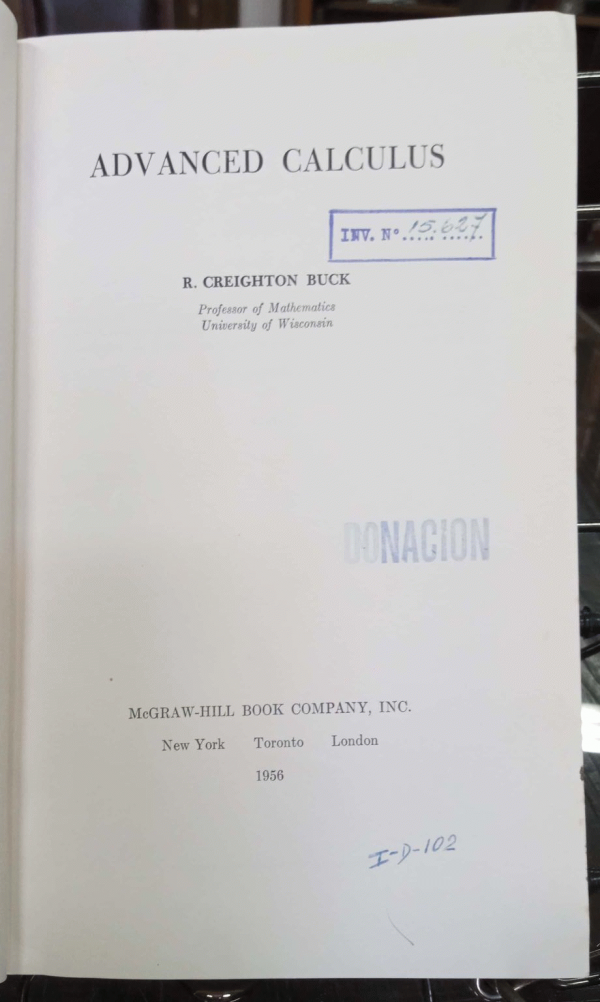 ADVANCED CALCULUS
INV. Nº 15.627
R. CREIGHTON BUCK
Professor of Mathematics
University of Wisconsin
DONACION
McGRAW-HILL BOOK COMPANY, INC.
New York Toronto London
1956
I-D-102